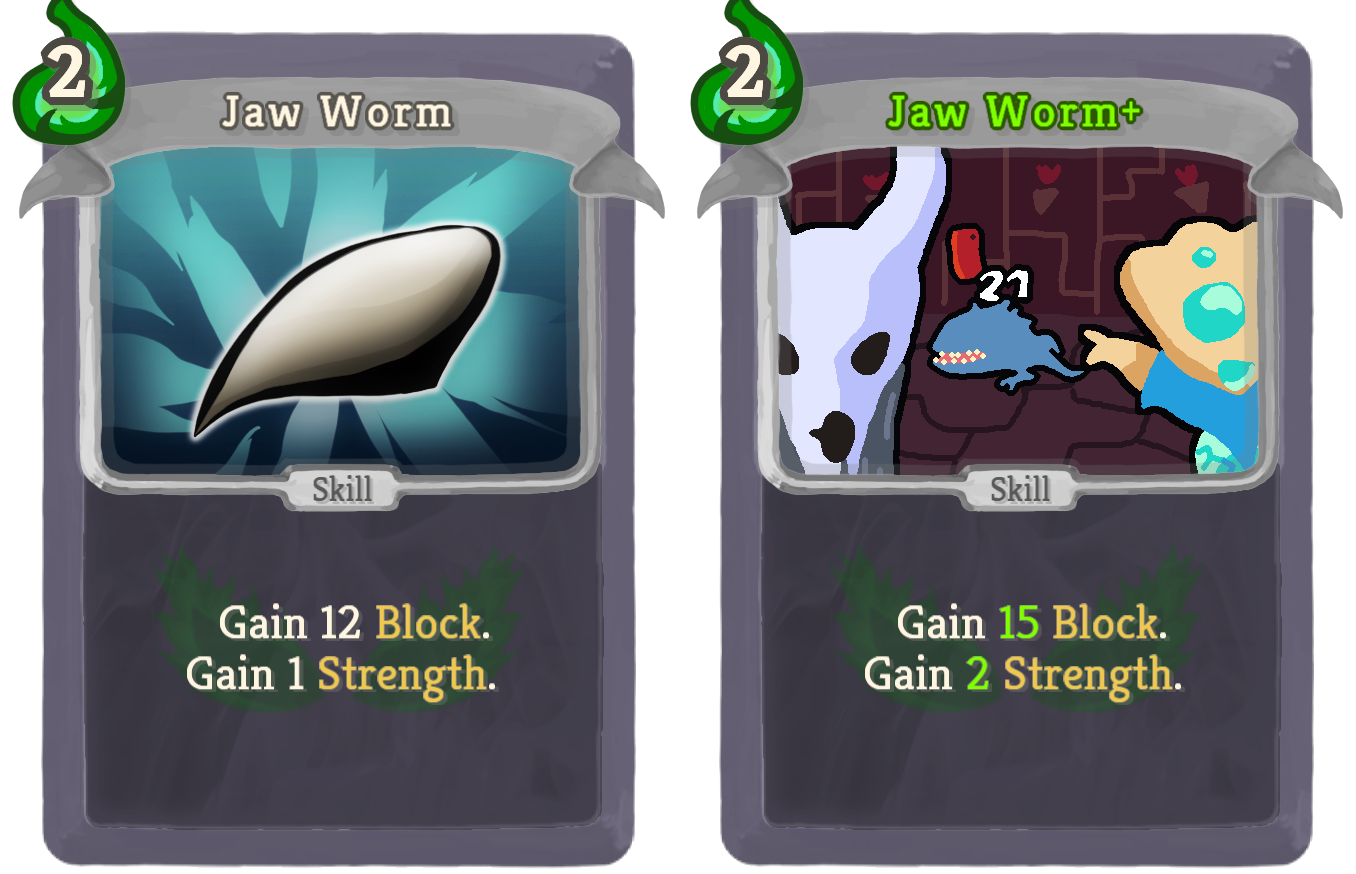 2
Jaw Worm
Skill
Gain 12 Block.
Gain 1 Strength.
2
Jaw Worm+
21
Skill
Gain 15 Block.
Gain 2 Strength.